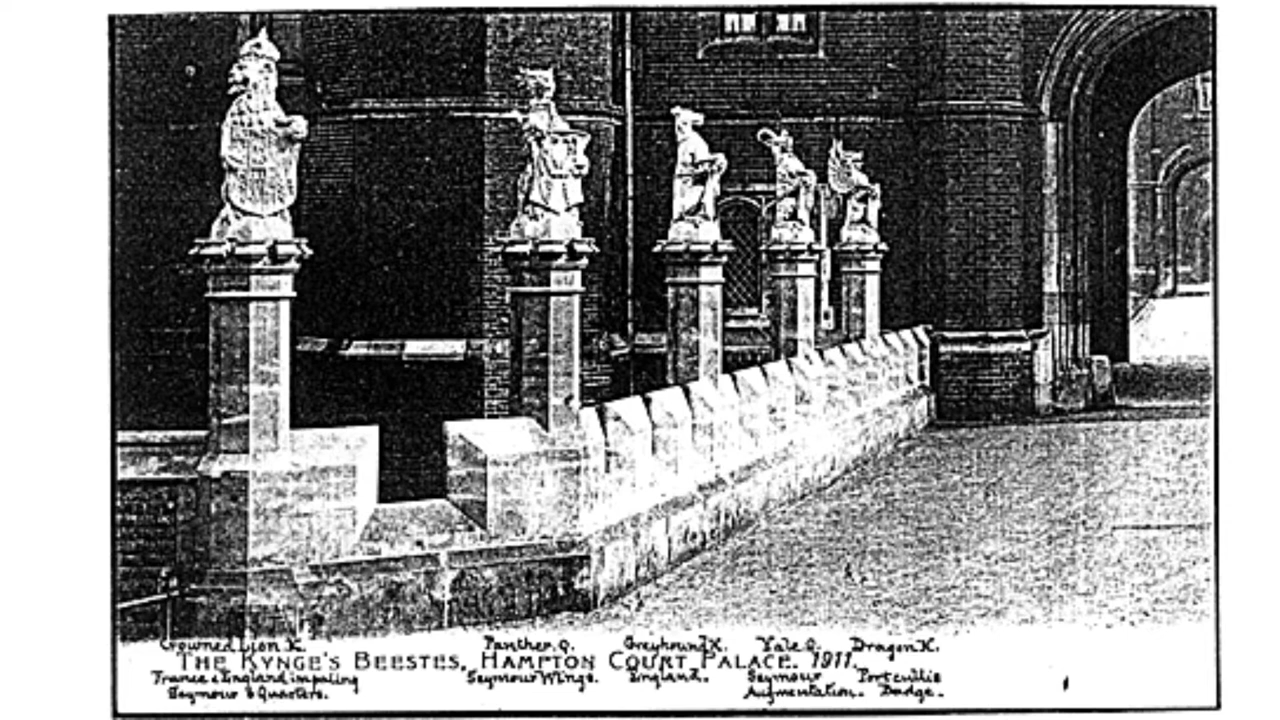 Crowned Lion K. Panther. Q. Greyhound K. Yale Q. Dragon K.
THE KYNGE'S BEESTES, HAMPTON COURT PALACE. 1911.
France & England impaling Seymour Wings. England. Seymour Portcullis
Seymour 6 Quarters. Augmentation. Badge.